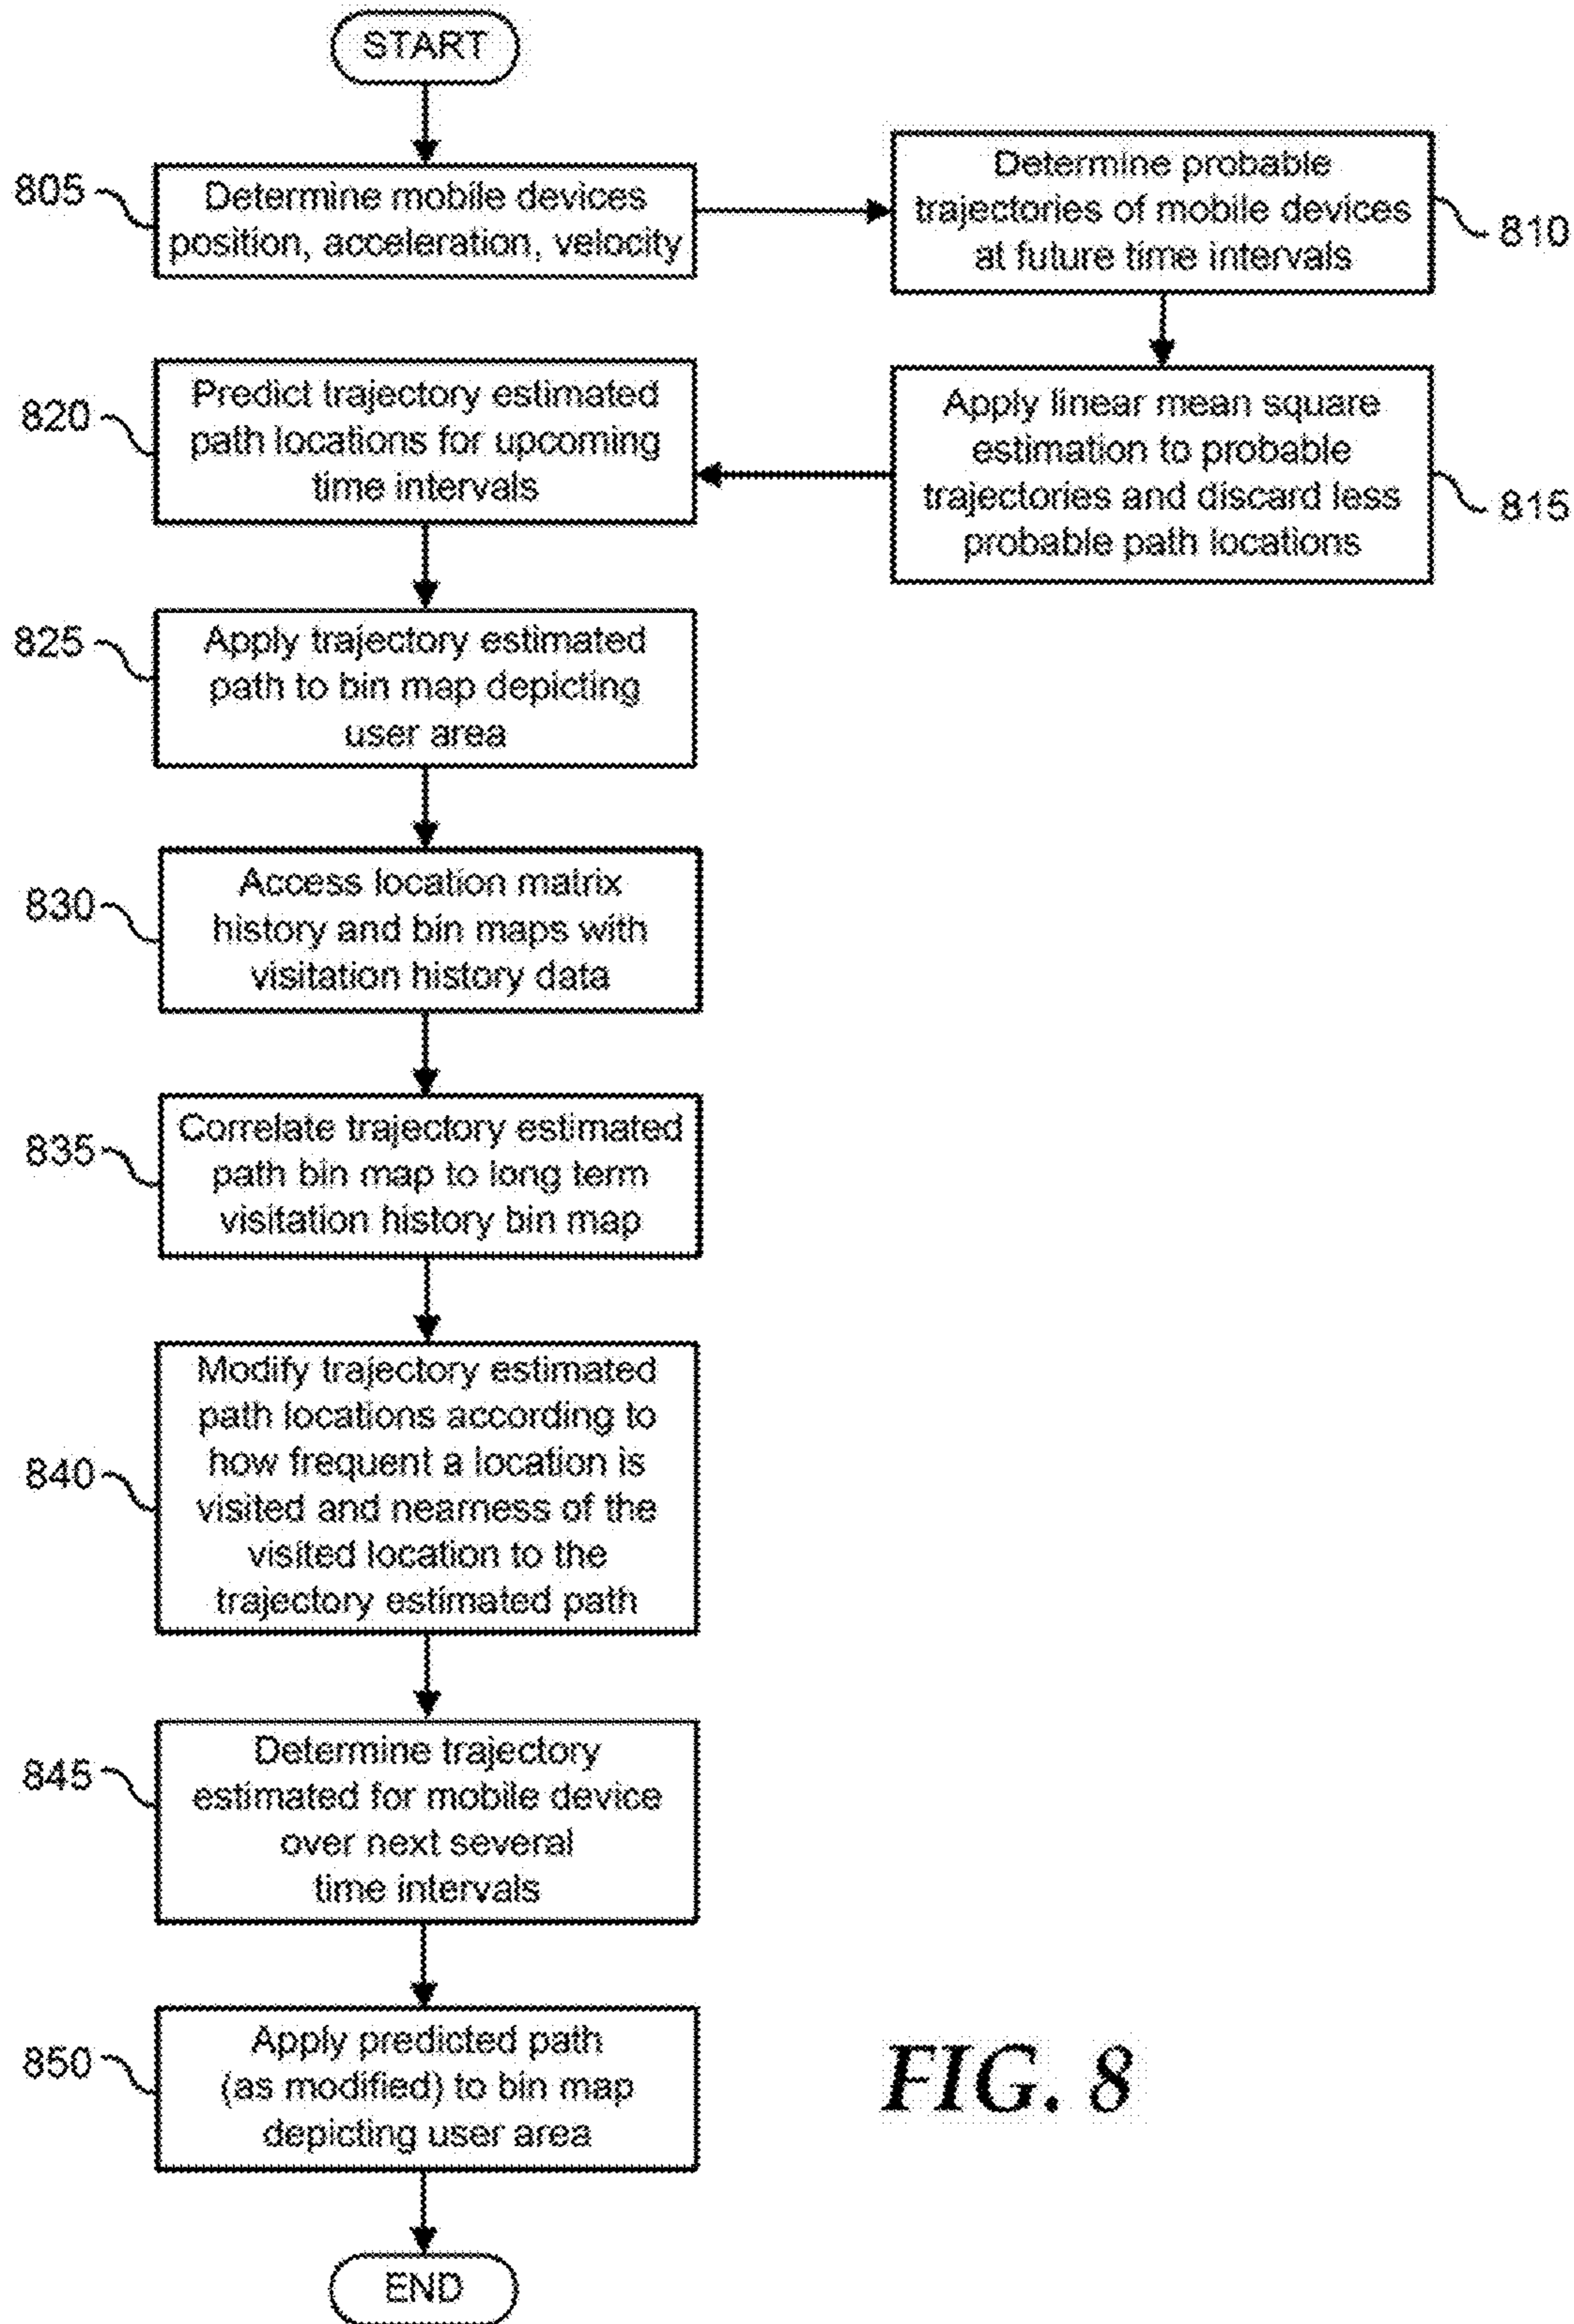 START
805
Determine mobile devices
position, acceleration, velocity
Determine probable
trajectories of mobile devices
at future time intervals
810
Apply linear mean square
estimation to probable
trajectories and discard less
probable path locations
815
820
Predict trajectory estimated
path locations for upcoming
time intervals
825
Apply trajectory estimated
path to bin map depicting
user area
830
Access location matrix
history and bin maps with
visitation history data
835
Correlate trajectory estimated
path bin map to long term
visitation history bin map
840
Modify trajectory estimated
path locations according to
how frequent a location is
visited and nearness of the
visited location to the
trajectory estimated path
845
Determine trajectory
estimated for mobile device
over next several
time intervals
850
Apply predicted path
(as modified) to bin map
depicting user area
END
FIG. 8